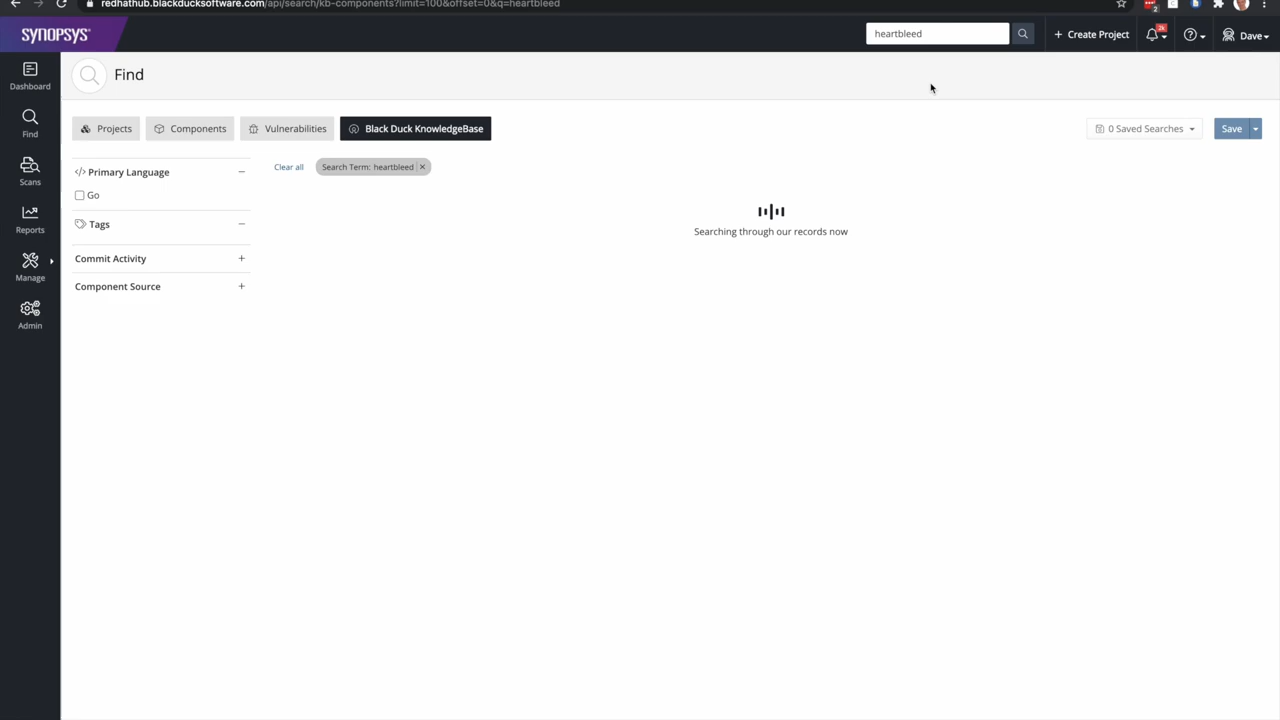 redhathub.blackducksoftware.com/api/search/kb-components?limit=100&offset=0&q=heartbleed
SYNOPSYS®
heartbleed
+ Create Project
Dave
Dashboard
Find
Scans
Reports
Manage
Admin
Find
Projects
Components
Vulnerabilities
Black Duck KnowledgeBase
0 Saved Searches
Save
</> Primary Language
Go
Tags
Commit Activity
Component Source
Clear all
Search Term: heartbleed
Searching through our records now